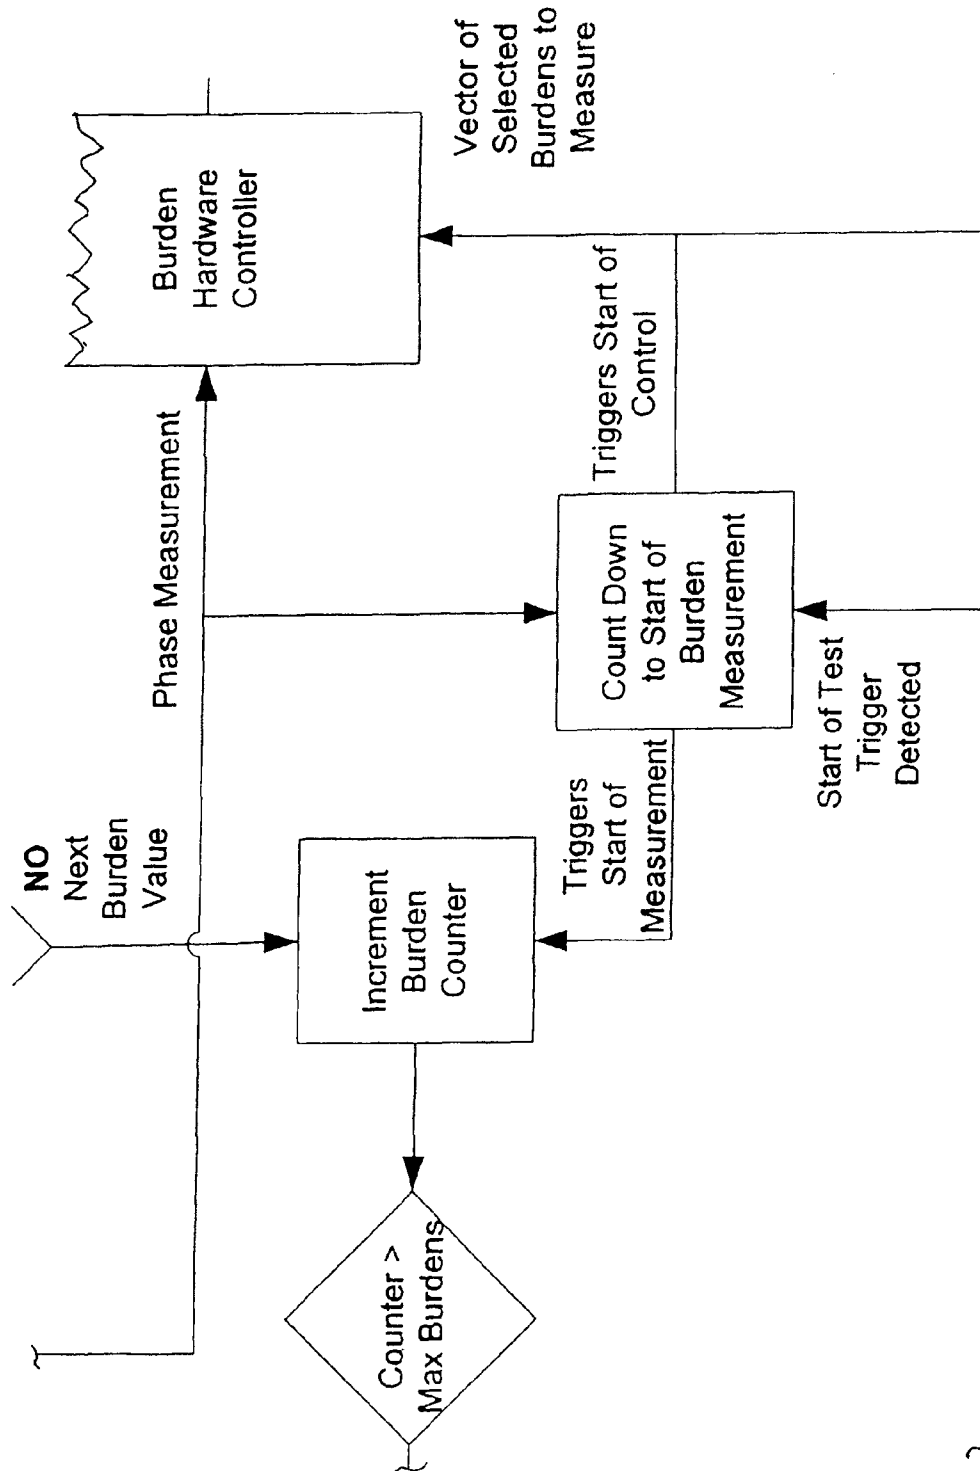 NO
Next
Burden
Value
Phase Measurement
Burden
Hardware
Controller
Increment
Burden
Counter
Counter >
Max Burdens
Triggers
Start of
Measurement
Count Down
to Start of
Burden
Measurement
Triggers Start of
Control
Vector of
Selected
Burdens to
Measure
Start of Test
Trigger
Detected